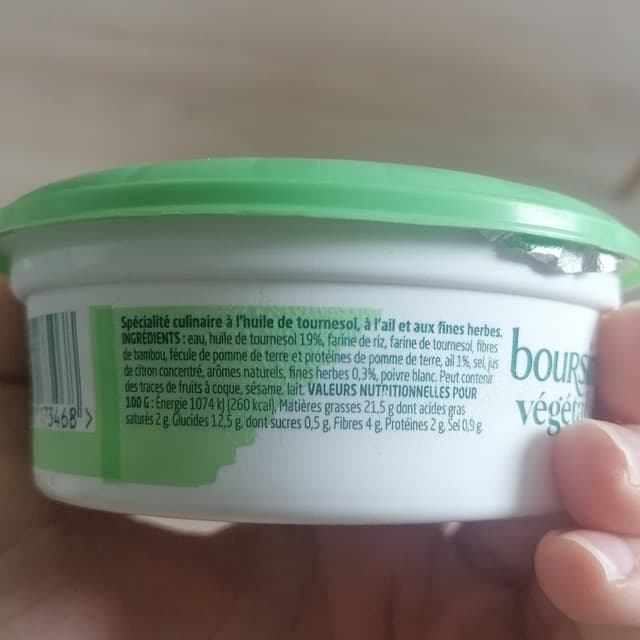 Spécialité culinaire à l'huile de tournesol, à l'ail et aux fines herbes.
INGRÉDIENTS : eau, huile de tournesol 19%, farine de riz, farine de tournesol, fibres
de bambou, fécule de pomme de terre et protéines de pomme de terre, ail 1%, sel, jus
de citron concentré, arômes naturels, fines herbes 0,3%, poivre blanc. Peut contenir
des traces de fruits à coque, sésame, lait. VALEURS NUTRITIONNELLES POUR
100 G : Énergie 1074 kJ (260 kcal), Matières grasses 21,5 g dont acides gras
saturés 2 g, Glucides 12,5 g dont sucres 0,5 g, Fibres 4 g, Protéines 2 g, Sel 0,9 g.
boursi
végéta
73468 >